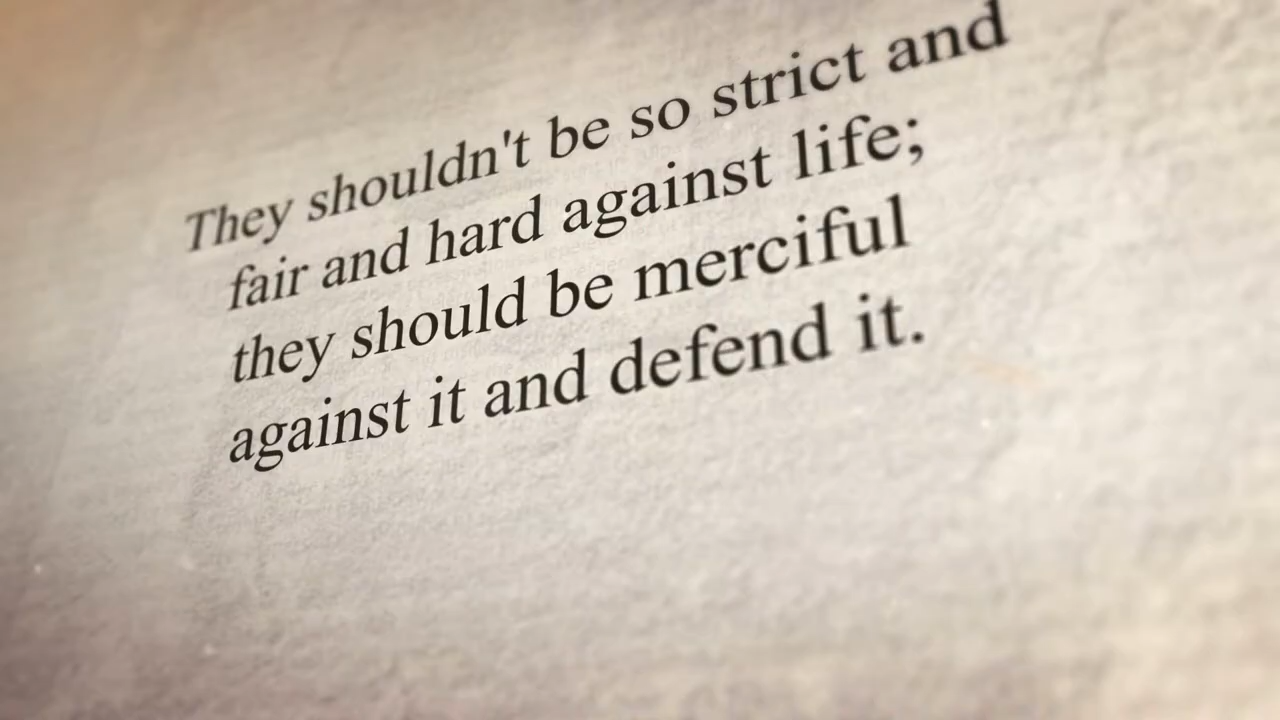 They shouldn't be so strict and
fair and hard against life;
they should be merciful
against it and defend it.